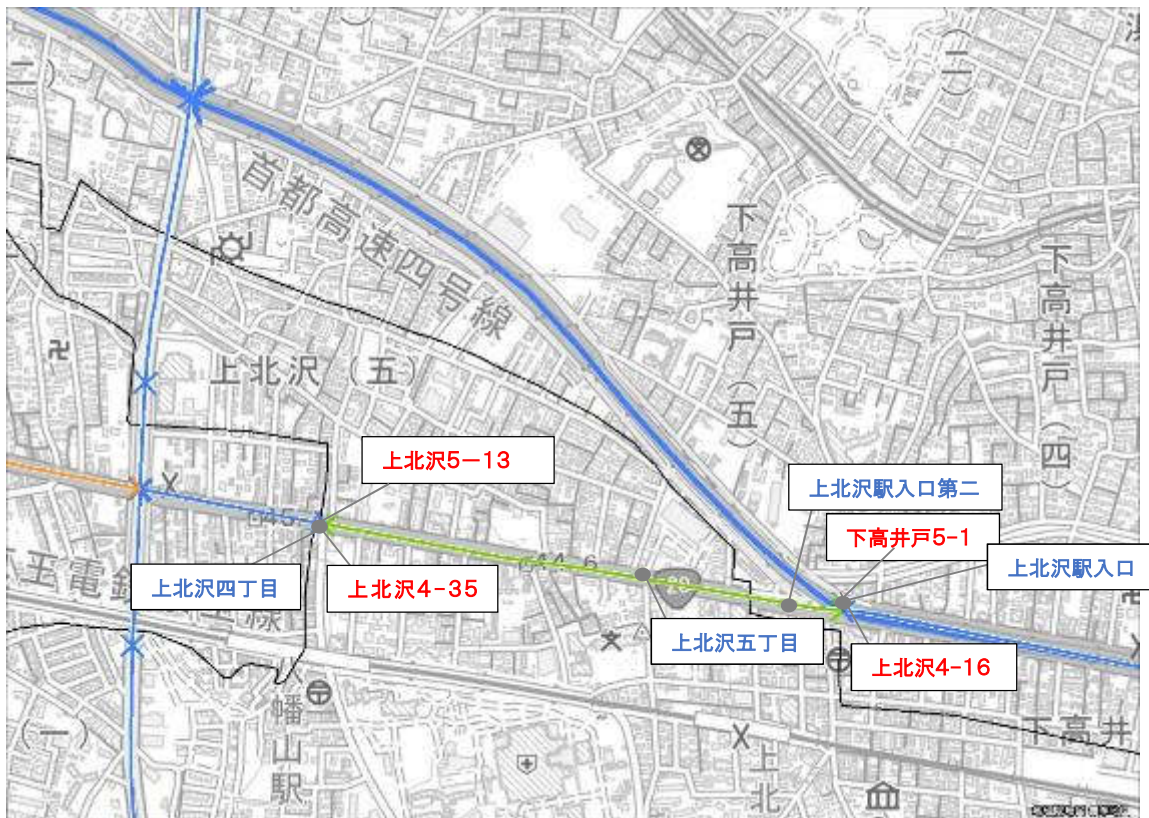 首都高速四号線
下高井戸（五）
下高井戸（四）
上北沢（五）
上北沢5－13
上北沢駅入口第二
下高井戸5-1
上北沢駅入口
上北沢四丁目
上北沢4-35
上北沢五丁目
上北沢4-16
八幡山駅
上北
下高井